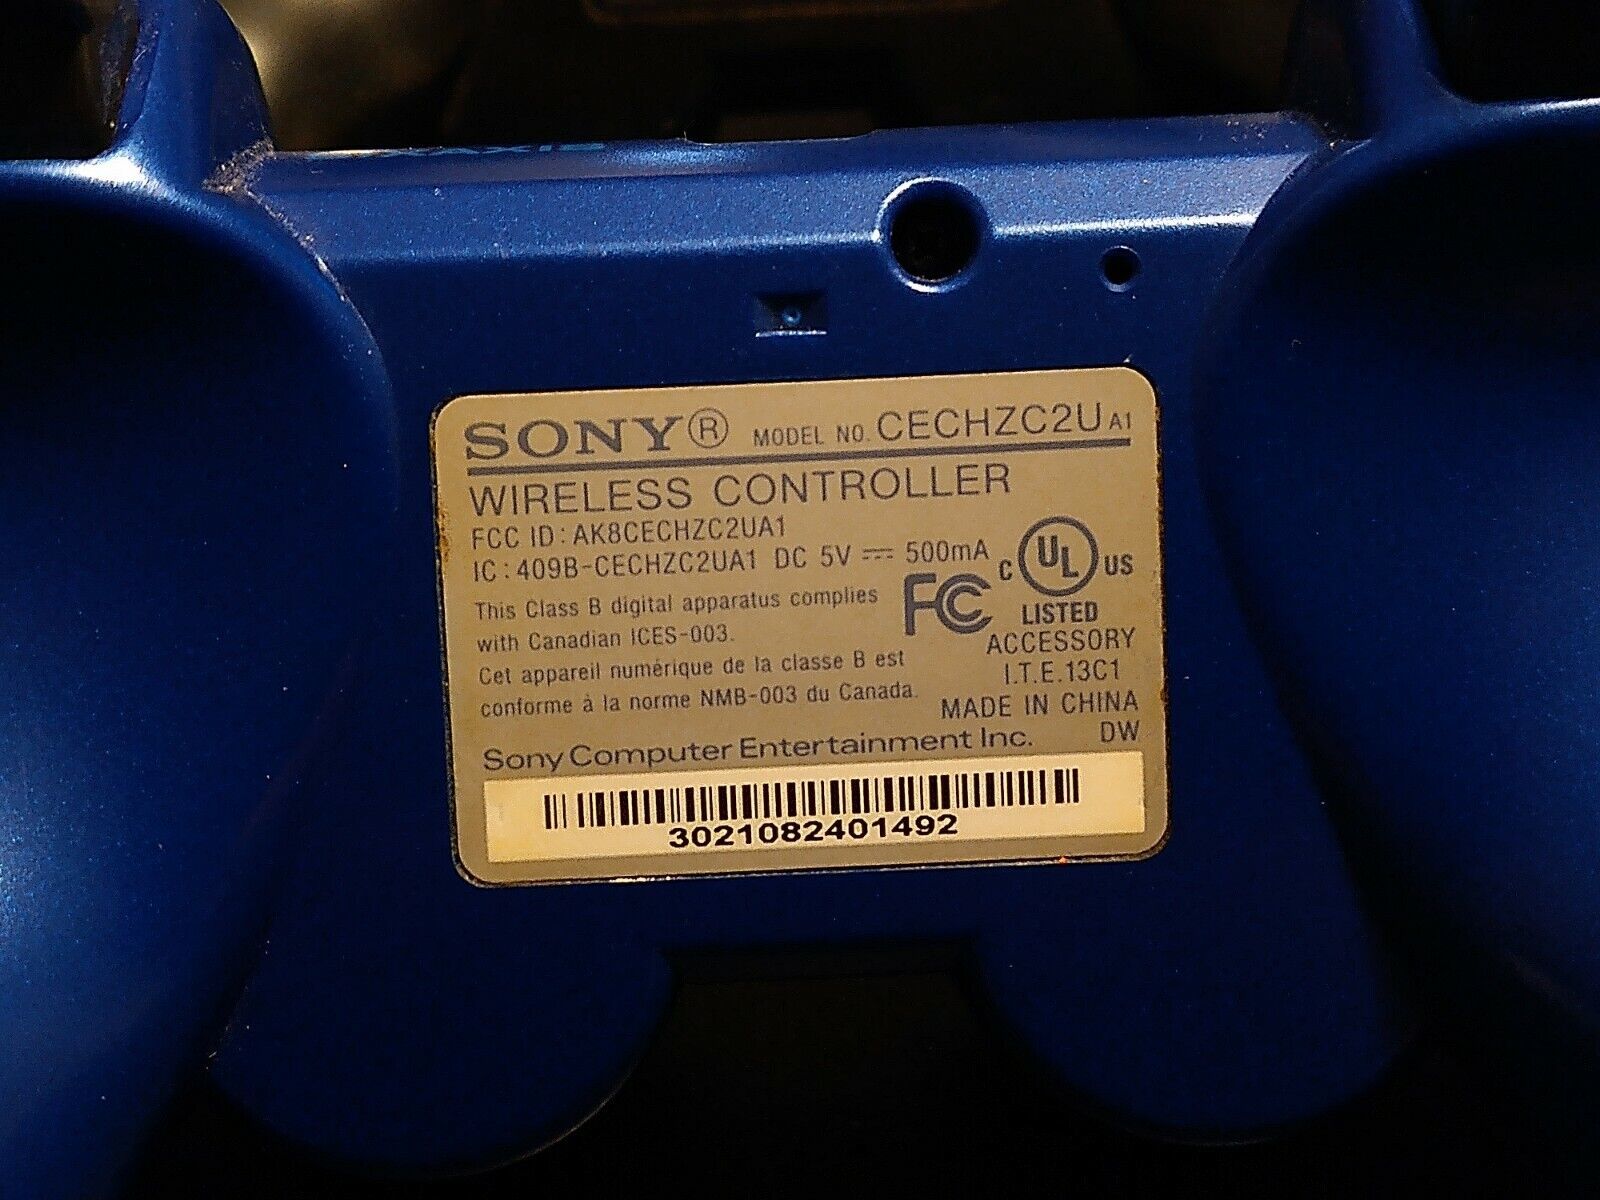 SONY® MODEL NO. CECHZC2U A1
WIRELESS CONTROLLER
FCC ID: AK8CECHZC2UA1
IC: 409B-CECHZC2UA1 DC 5V ⎓ 500mA
This Class B digital apparatus complies
with Canadian ICES-003.
Cet appareil numérique de la classe B est
conforme à la norme NMB-003 du Canada.
FC
C UL US
LISTED
ACCESSORY
I.T.E.13C1
MADE IN CHINA
DW
Sony Computer Entertainment Inc.
3021082401492